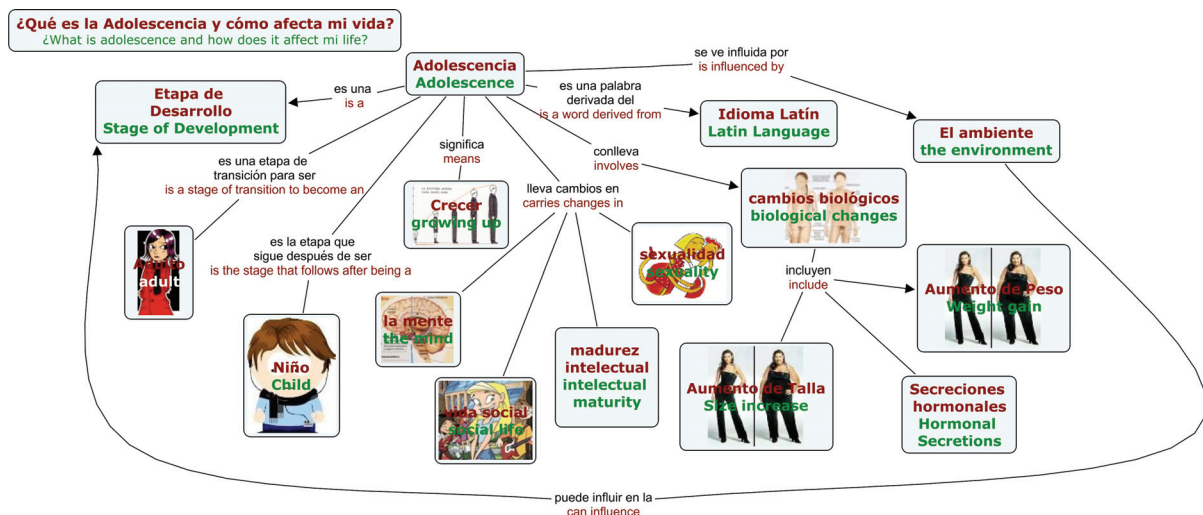 ¿Qué es la Adolescencia y cómo afecta mi vida?
¿What is adolescence and how does it affect mi life?
Adolescencia
Adolescence
se ve influida por
is influenced by
es una
is a
Etapa de
Desarrollo
Stage of Development
es una palabra
derivada del
is a word derived from
Idioma Latín
Latin Language
El ambiente
the environment
es una etapa de
transición para ser
is a stage of transition to become an
significa
means
conlleva
involves
lleva cambios en
carries changes in
Crecer
growing up
cambios biológicos
biological changes
Adulto
adult
es la etapa que
sigue después de ser
is the stage that follows after being a
sexualidad
sexuality
incluyen
include
Aumento de Peso
Weight gain
la mente
the mind
Niño
Child
madurez
intelectual
intelectual
maturity
vida social
social life
Aumento de Talla
Size increase
Secreciones
hormonales
Hormonal
Secretions
puede influir en la
can influence